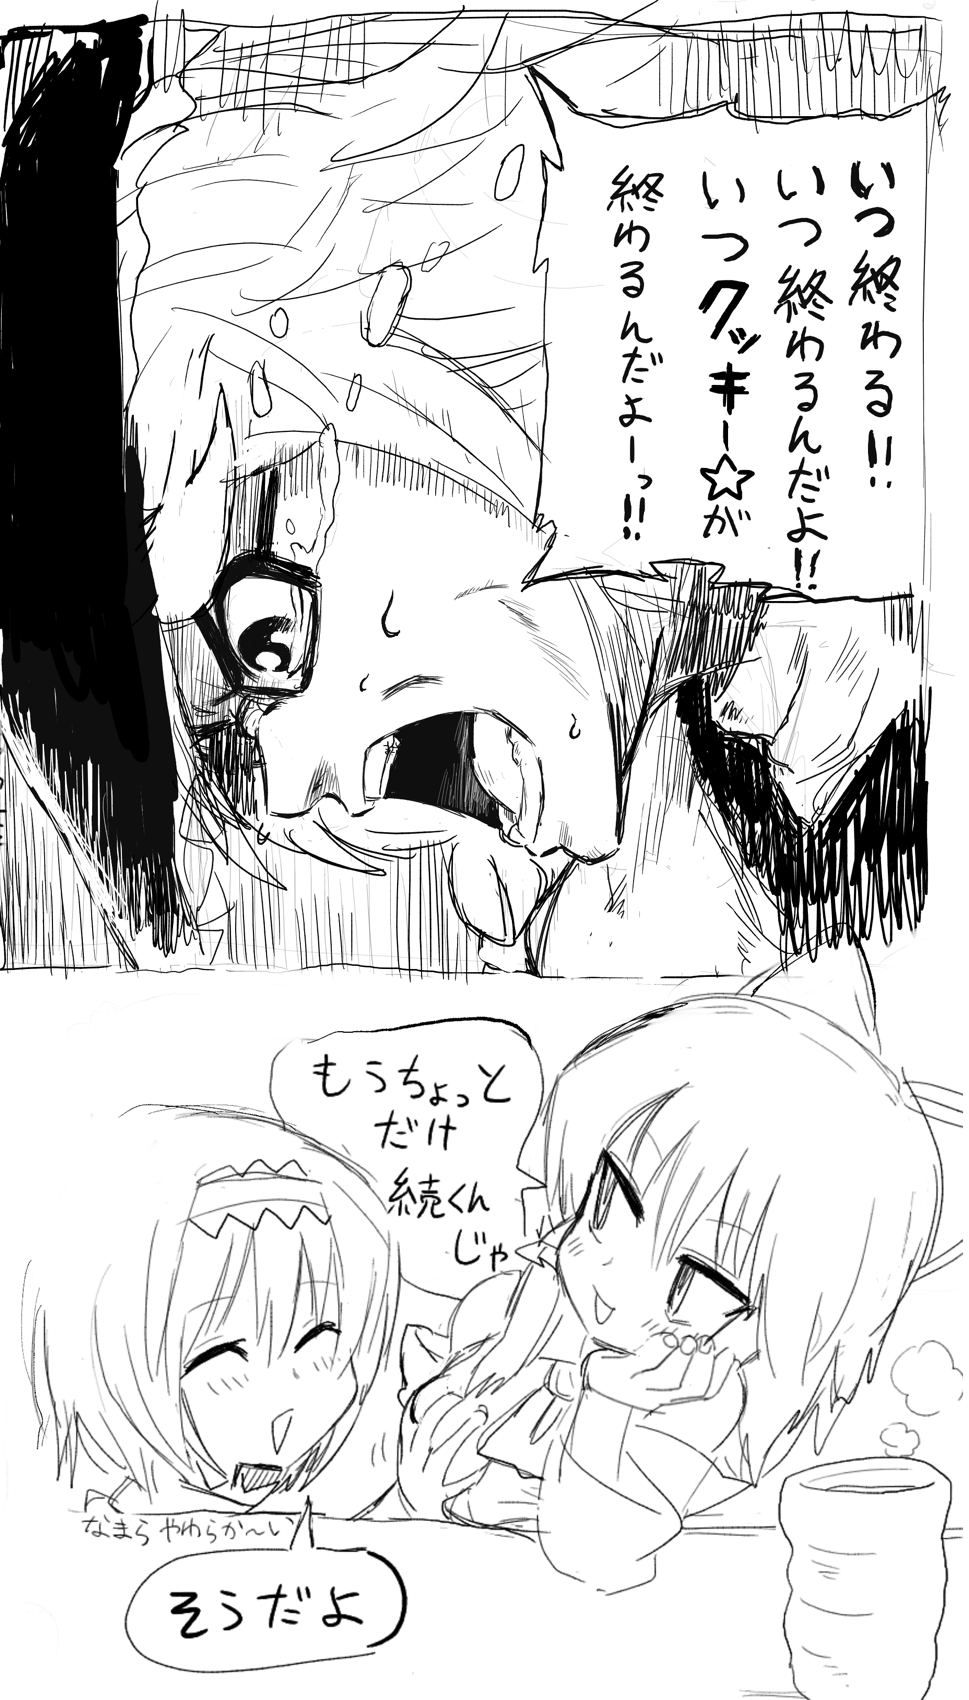 いつ終わる!!
いつ終わるんだよ!!
いつクッキー☆が
終わるんだよーっ!!
もうちょっと
だけ
続くん
じゃ
なまらやわらか～い
そうだよ